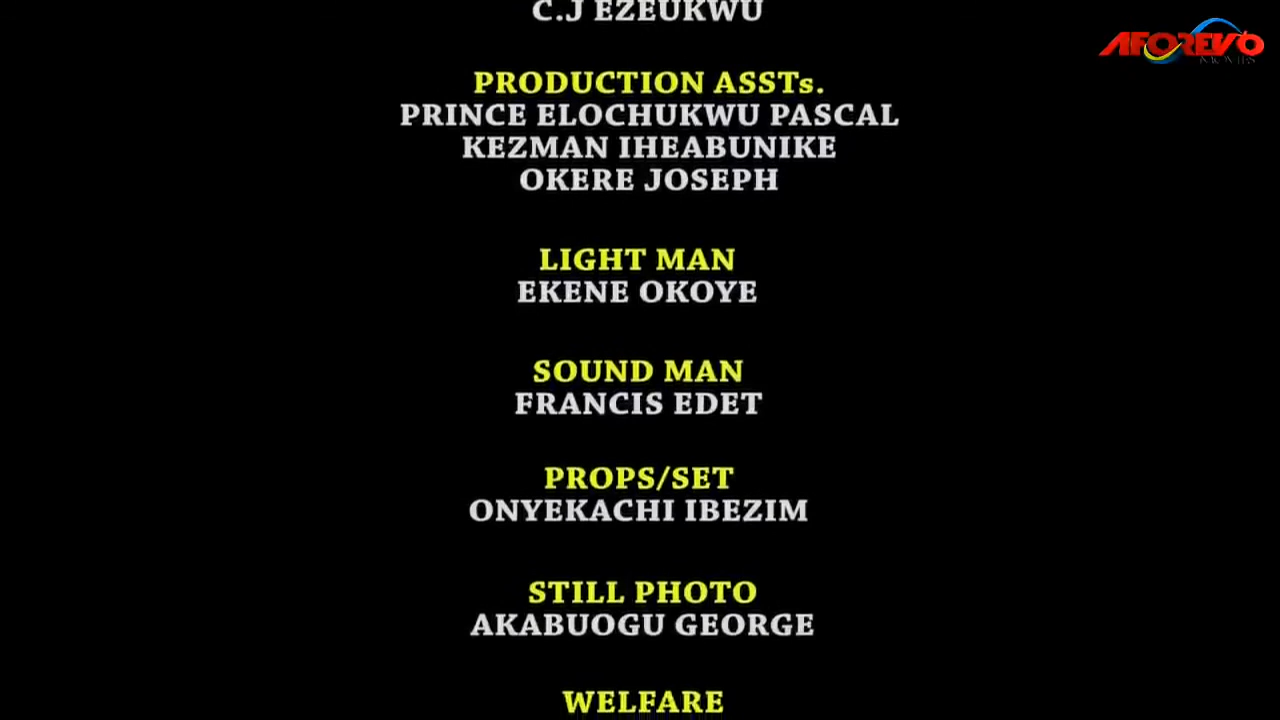 C.J EZEUKWU
AFOREVO
MOVIES
PRODUCTION ASSTs.
PRINCE ELOCHUKWU PASCAL
KEZMAN IHEABUNIKE
OKERE JOSEPH
LIGHT MAN
EKENE OKOYE
SOUND MAN
FRANCIS EDET
PROPS/SET
ONYEKACHI IBEZIM
STILL PHOTO
AKABUOGU GEORGE
WELFARE